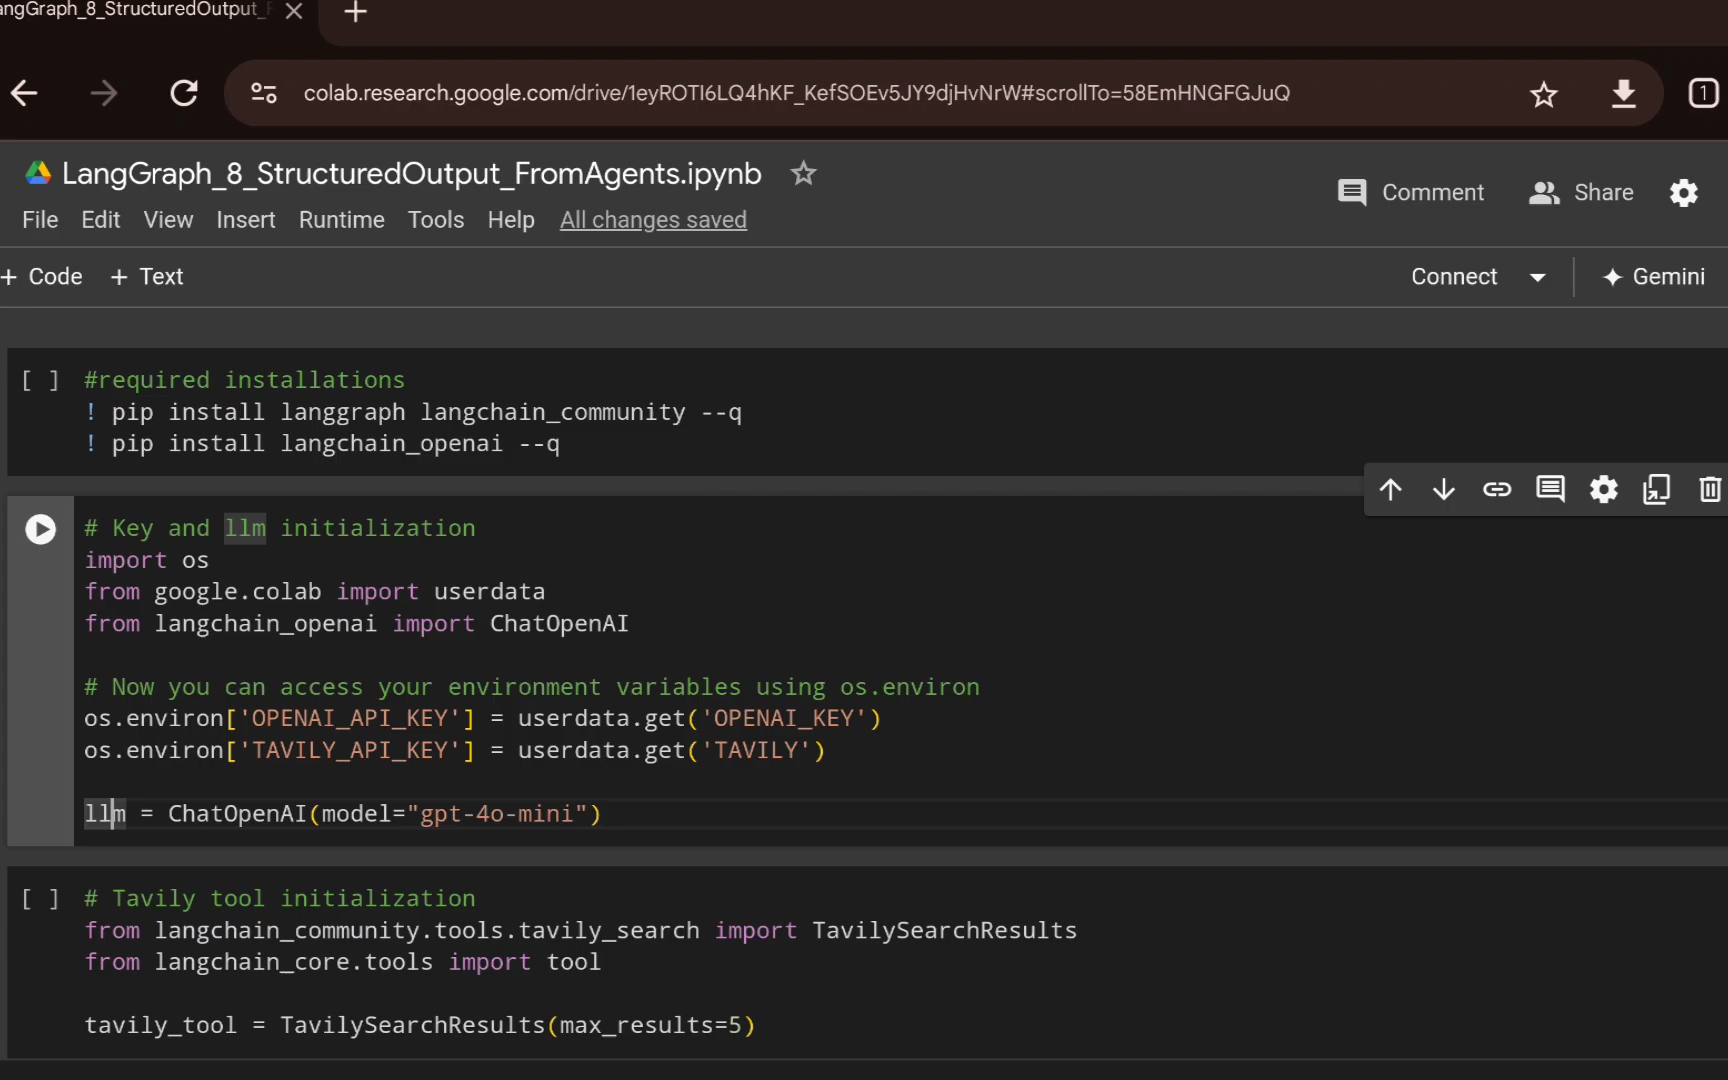 angGraph_8_StructuredOutput_F
colab.research.google.com/drive/1eyROTI6LQ4hKF_KefSOEv5JY9djHvNrW#scrollTo=58EmHNGFGJuQ
1
LangGraph_8_StructuredOutput_FromAgents.ipynb
Comment Share
File Edit View Insert Runtime Tools Help All changes saved
+ Code + Text
Connect Gemini
[ ] #required installations
! pip install langgraph langchain_community --q
! pip install langchain_openai --q
# Key and llm initialization
import os
from google.colab import userdata
from langchain_openai import ChatOpenAI
# Now you can access your environment variables using os.environ
os.environ['OPENAI_API_KEY'] = userdata.get('OPENAI_KEY')
os.environ['TAVILY_API_KEY'] = userdata.get('TAVILY')
llm = ChatOpenAI(model="gpt-4o-mini")
[ ] # Tavily tool initialization
from langchain_community.tools.tavily_search import TavilySearchResults
from langchain_core.tools import tool
tavily_tool = TavilySearchResults(max_results=5)